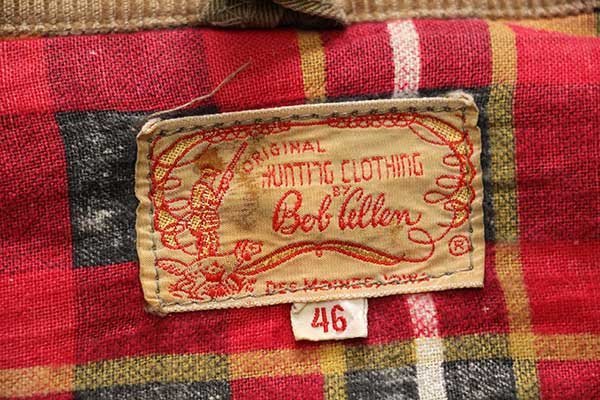 ORIGINAL
HUNTING CLOTHING
BY
Bob Allen
®
DES MOINES, IOWA
46